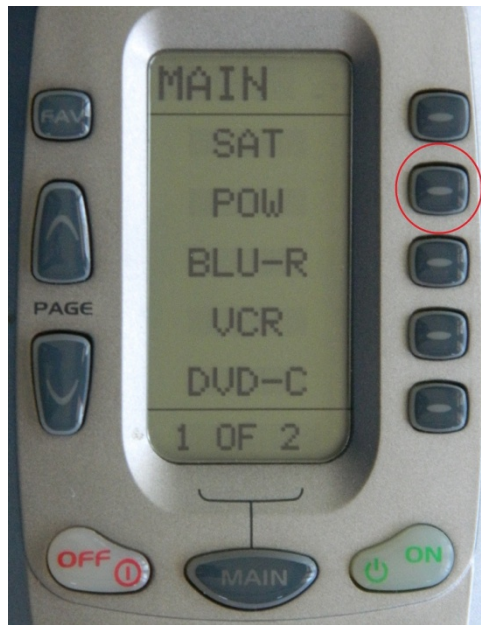 MAIN
FAV
SAT
POW
BLU-R
PAGE
VCR
DVD-C
1 OF 2
OFF
MAIN
ON